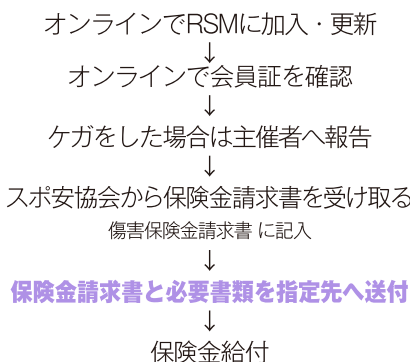 オンラインでRSMに加入・更新
↓
オンラインで会員証を確認
↓
ケガをした場合は主催者へ報告
↓
スポ安協会から保険金請求書を受け取る
傷害保険金請求書 に記入
↓
保険金請求書と必要書類を指定先へ送付
↓
保険金給付